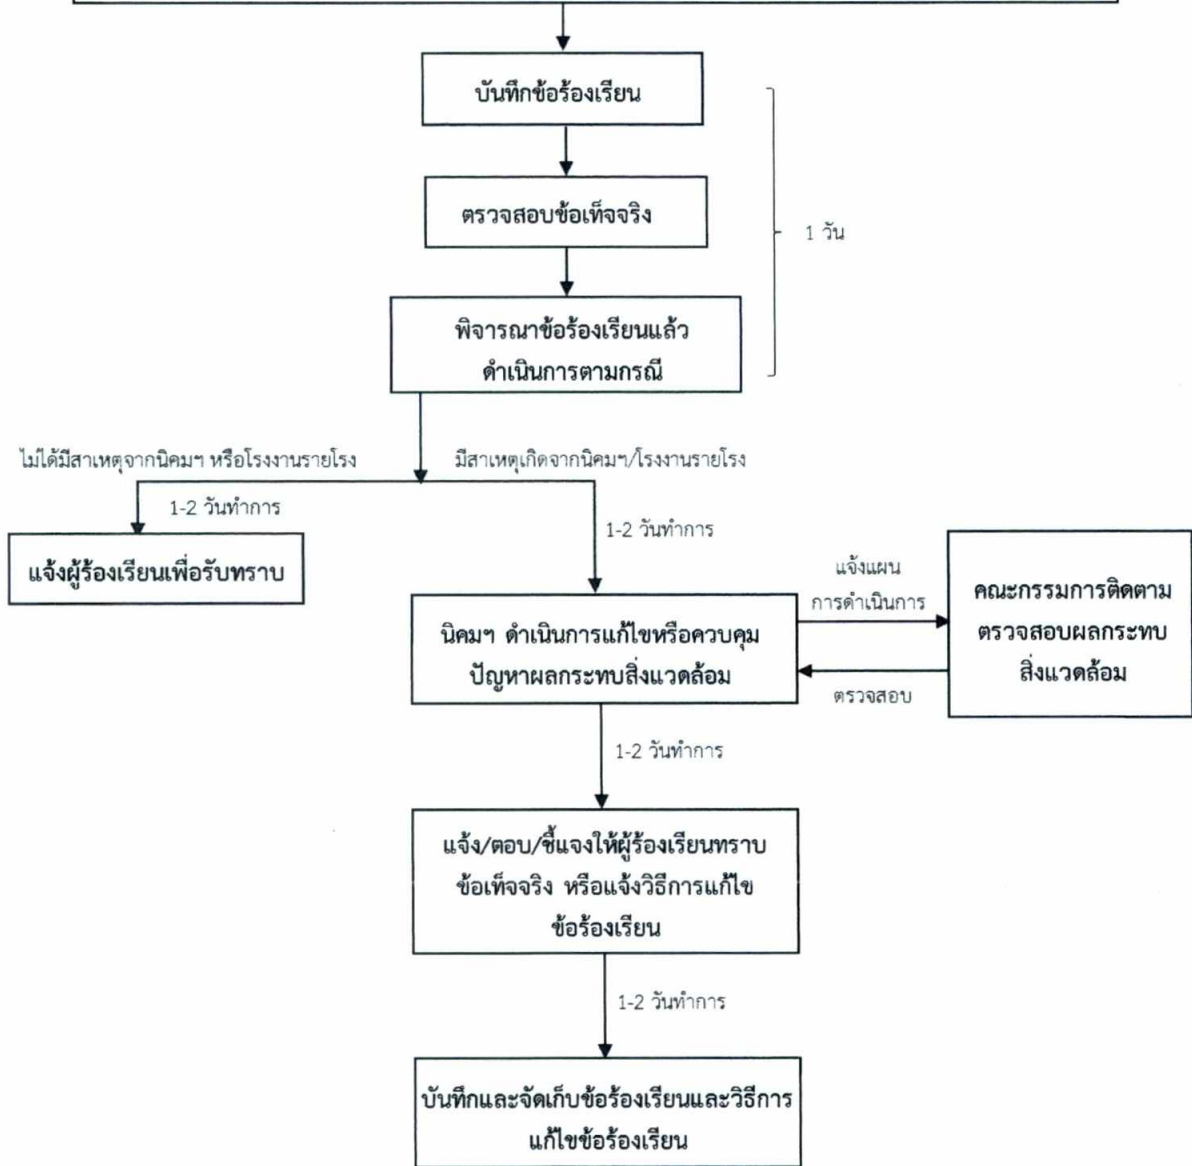 บันทึกข้อร้องเรียน
ตรวจสอบข้อเท็จจริง
1 วัน
พิจารณาข้อร้องเรียนแล้ว
ดำเนินการตามกรณี
ไม่ได้มีสาเหตุจากนิคมฯ หรือโรงงานรายโรง
มีสาเหตุเกิดจากนิคมฯ/โรงงานรายโรง
1-2 วันทำการ
1-2 วันทำการ
แจ้งผู้ร้องเรียนเพื่อรับทราบ
นิคมฯ ดำเนินการแก้ไขหรือควบคุม
ปัญหาผลกระทบสิ่งแวดล้อม
แจ้งแผน
การดำเนินการ
ตรวจสอบ
คณะกรรมการติดตาม
ตรวจสอบผลกระทบ
สิ่งแวดล้อม
1-2 วันทำการ
แจ้ง/ตอบ/ชี้แจงให้ผู้ร้องเรียนทราบ
ข้อเท็จจริง หรือแจ้งวิธีการแก้ไข
ข้อร้องเรียน
1-2 วันทำการ
บันทึกและจัดเก็บข้อร้องเรียนและวิธีการ
แก้ไขข้อร้องเรียน